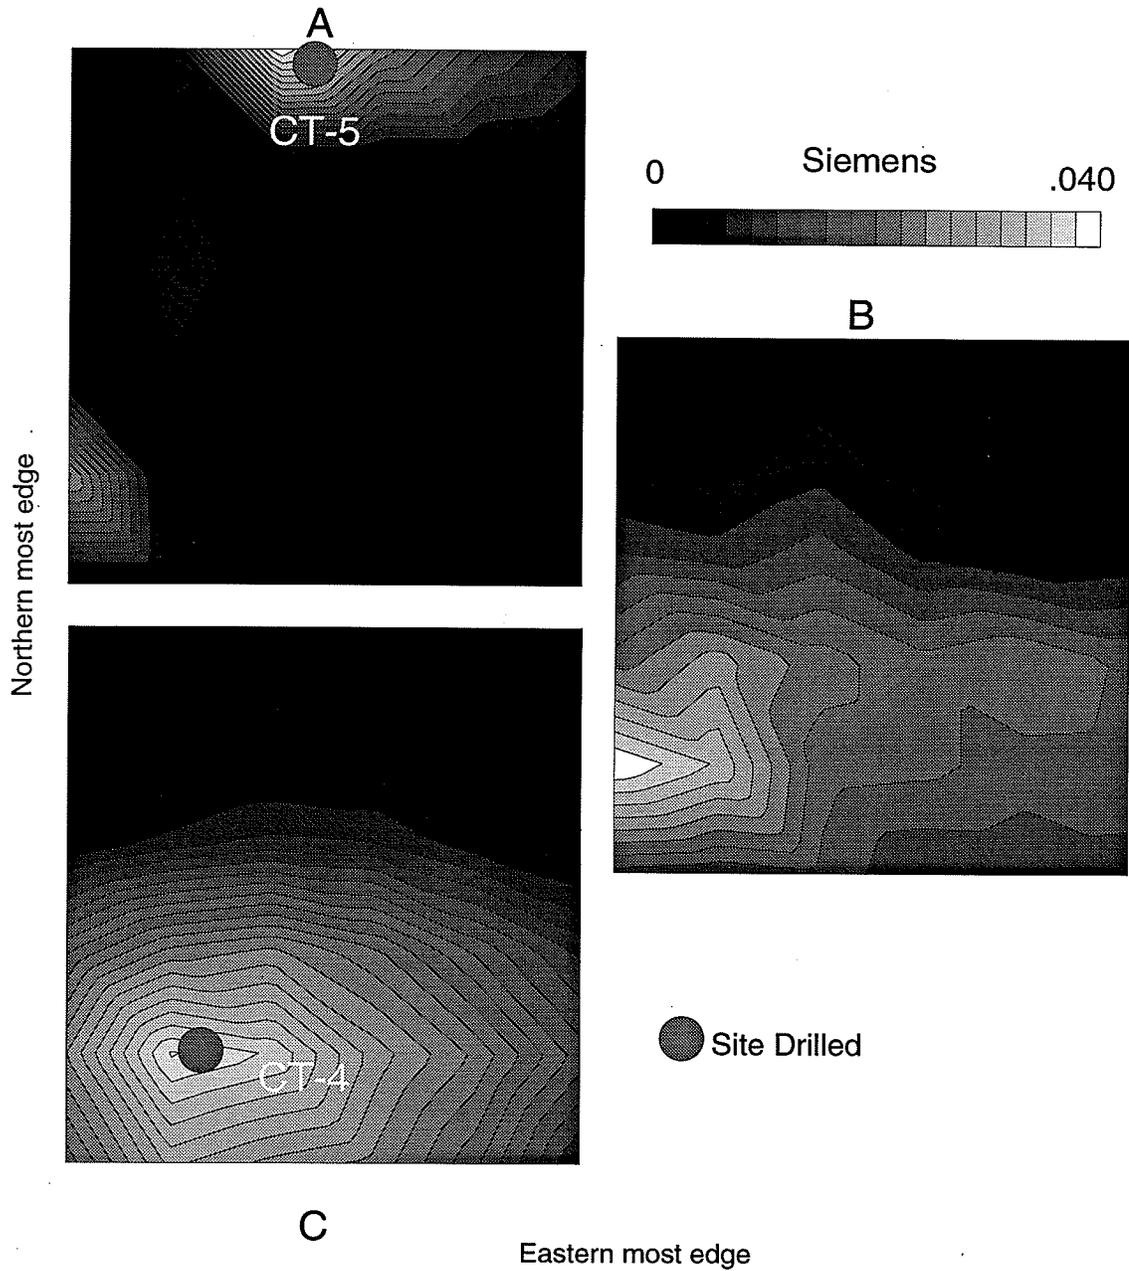 A
CT-5
Siemens
0
.040
B
Northern most edge
CT-4
Site Drilled
C
Eastern most edge